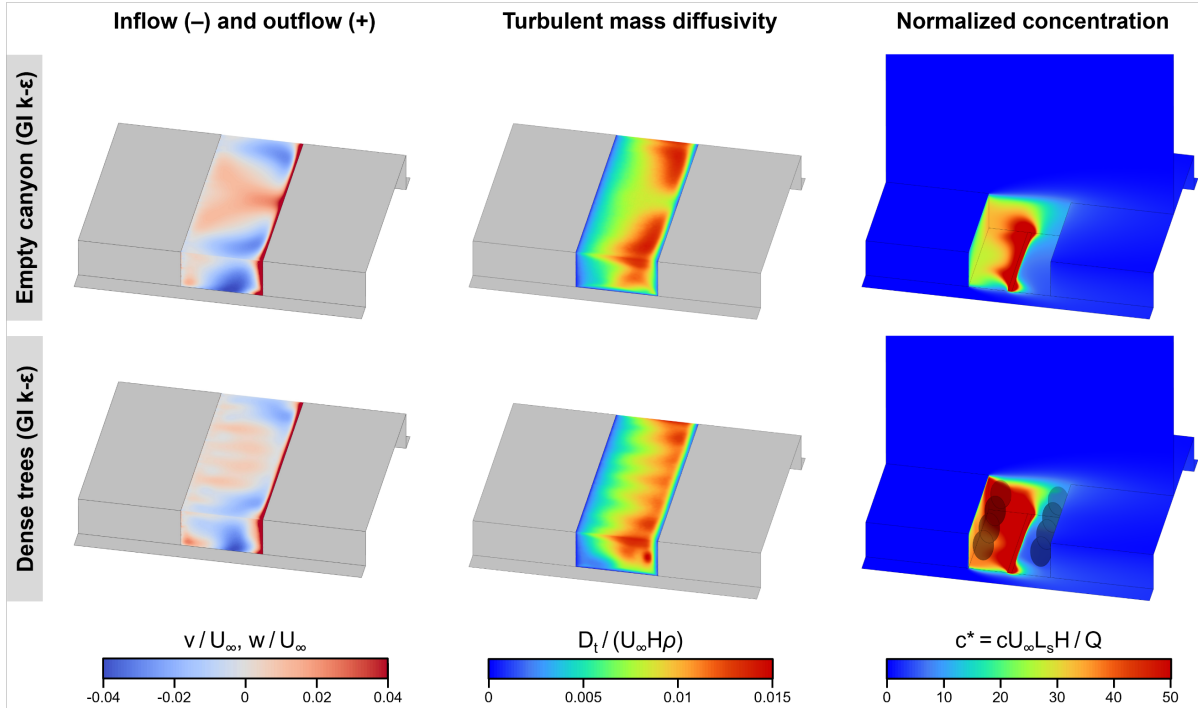 Inflow (–) and outflow (+)
Turbulent mass diffusivity
Normalized concentration
Empty canyon (GI k-ε)
Dense trees (GI k-ε)
v / U∞, w / U∞
-0.04 -0.02 0 0.02 0.04
Dt / (U∞Hρ)
0 0.005 0.01 0.015
c* = cU∞LsH / Q
0 10 20 30 40 50